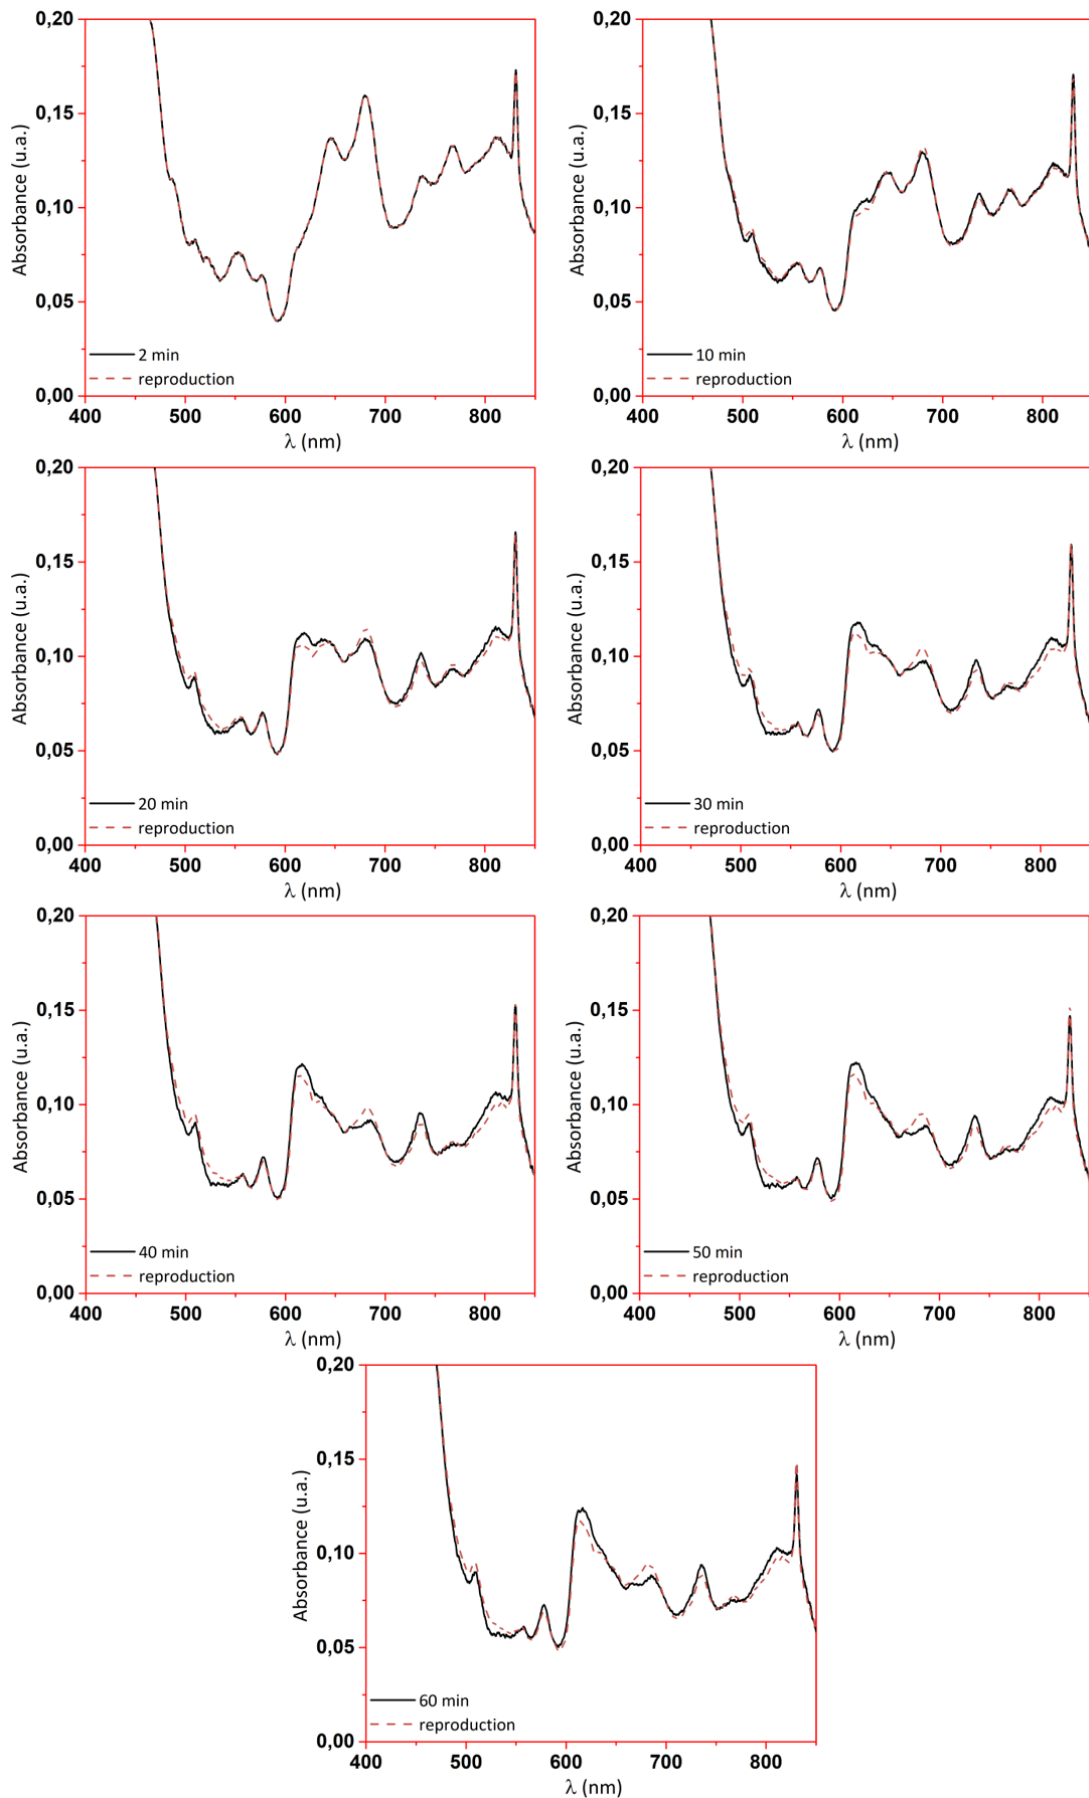 0,20
0,15
0,10
0,05
0,00
Absorbance (u.a.)
2 min
reproduction
400 500 600 700 800
λ (nm)
0,20
0,15
0,10
0,05
0,00
Absorbance (u.a.)
10 min
reproduction
400 500 600 700 800
λ (nm)
0,20
0,15
0,10
0,05
0,00
Absorbance (u.a.)
20 min
reproduction
400 500 600 700 800
λ (nm)
0,20
0,15
0,10
0,05
0,00
Absorbance (u.a.)
30 min
reproduction
400 500 600 700 800
λ (nm)
0,20
0,15
0,10
0,05
0,00
Absorbance (u.a.)
40 min
reproduction
400 500 600 700 800
λ (nm)
0,20
0,15
0,10
0,05
0,00
Absorbance (u.a.)
50 min
reproduction
400 500 600 700 800
λ (nm)
0,20
0,15
0,10
0,05
0,00
Absorbance (u.a.)
60 min
reproduction
400 500 600 700 800
λ (nm)